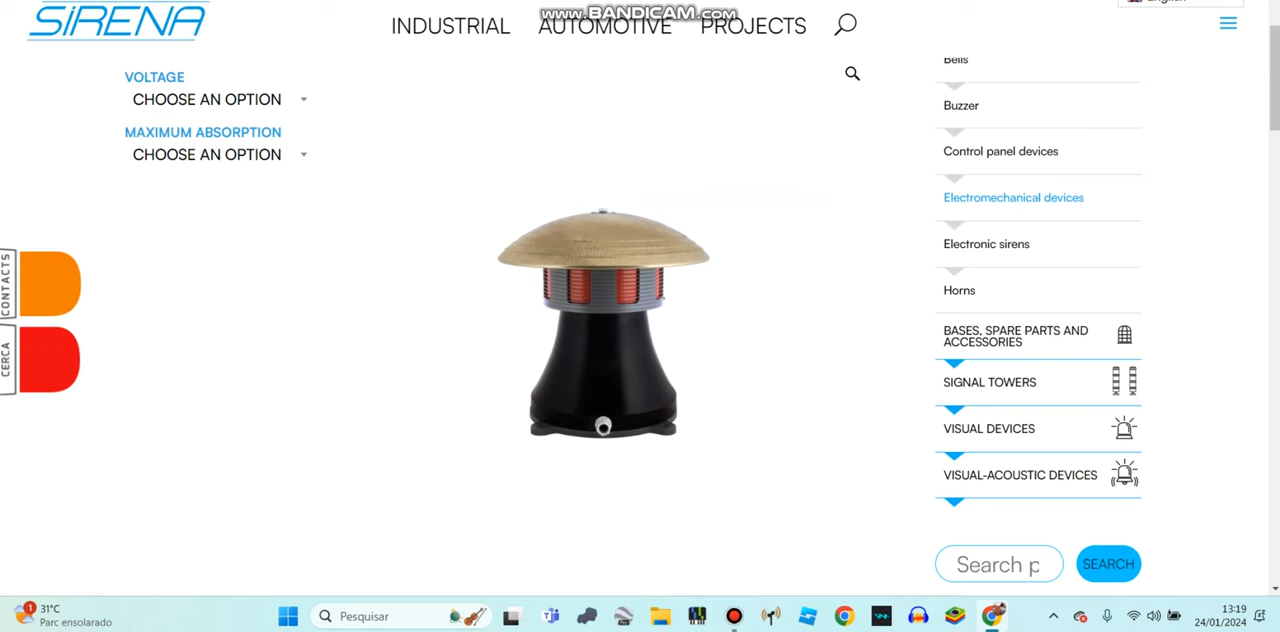 English
SIRENA
INDUSTRIAL
AUTOMOTIVE
PROJECTS
www.BANDICAM.com
VOLTAGE
CHOOSE AN OPTION
MAXIMUM ABSORPTION
CHOOSE AN OPTION
CONTACTS
CERCA
Bells
Buzzer
Control panel devices
Electromechanical devices
Electronic sirens
Horns
BASES, SPARE PARTS AND
ACCESSORIES
SIGNAL TOWERS
VISUAL DEVICES
VISUAL-ACOUSTIC DEVICES
Search p
SEARCH
1
31°C
Parc ensolarado
Pesquisar
13:19
24/01/2024